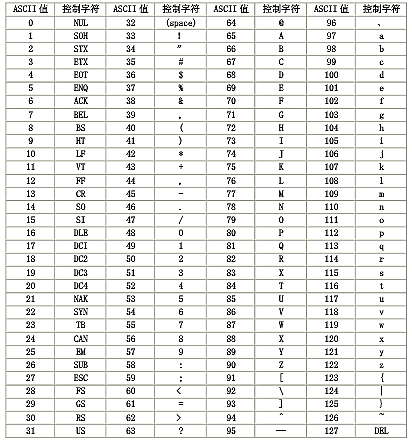 ASCII 值 控制字符 ASCII 值 控制字符 ASCII 值 控制字符 ASCII 值 控制字符
0 NUL 32 (space) 64 @ 96 、
1 SOH 33 ! 65 A 97 a
2 STX 34 ” 66 B 98 b
3 ETX 35 # 67 C 99 c
4 EOT 36 $ 68 D 100 d
5 ENQ 37 % 69 E 101 e
6 ACK 38 & 70 F 102 f
7 BEL 39 , 71 G 103 g
8 BS 40 ( 72 H 104 h
9 HT 41 ) 73 I 105 i
10 LF 42 * 74 J 106 j
11 VT 43 + 75 K 107 k
12 FF 44 , 76 L 108 l
13 CR 45 - 77 M 109 m
14 SO 46 . 78 N 110 n
15 SI 47 / 79 O 111 o
16 DLE 48 0 80 P 112 p
17 DCI 49 1 81 Q 113 q
18 DC2 50 2 82 R 114 r
19 DC3 51 3 83 X 115 s
20 DC4 52 4 84 T 116 t
21 NAK 53 5 85 U 117 u
22 SYN 54 6 86 V 118 v
23 TB 55 7 87 W 119 w
24 CAN 56 8 88 X 120 x
25 EM 57 9 89 Y 121 y
26 SUB 58 : 90 Z 122 z
27 ESC 59 ; 91 [ 123 {
28 FS 60 < 92 \ 124 |
29 GS 61 = 93 ] 125 }
30 RS 62 > 94 ^ 126 ~
31 US 63 ? 95 — 127 DEL